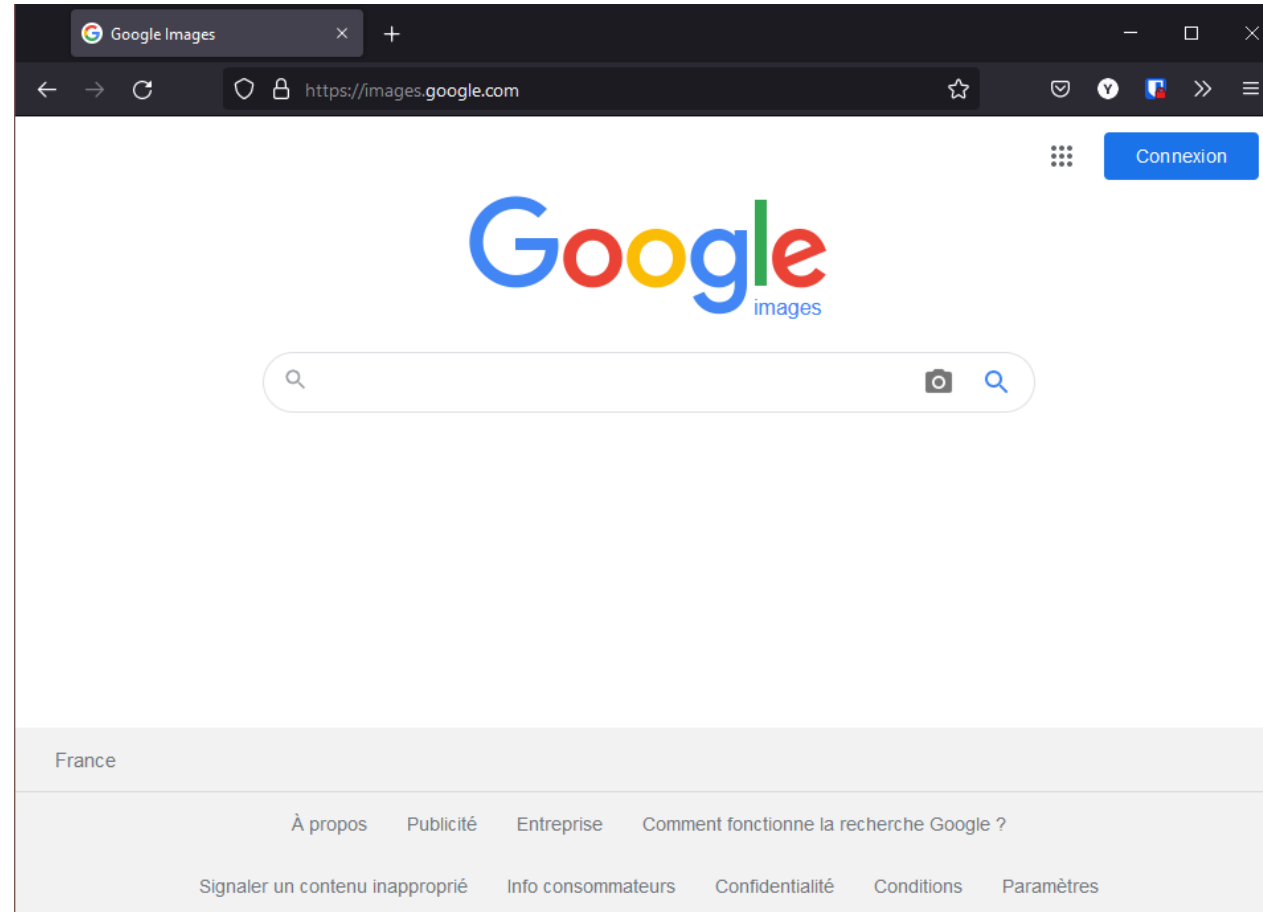 Google Images
https://images.google.com
Y
Connexion
Google
images
France
À propos Publicité Entreprise Comment fonctionne la recherche Google ?
Signaler un contenu inapproprié Info consommateurs Confidentialité Conditions Paramètres